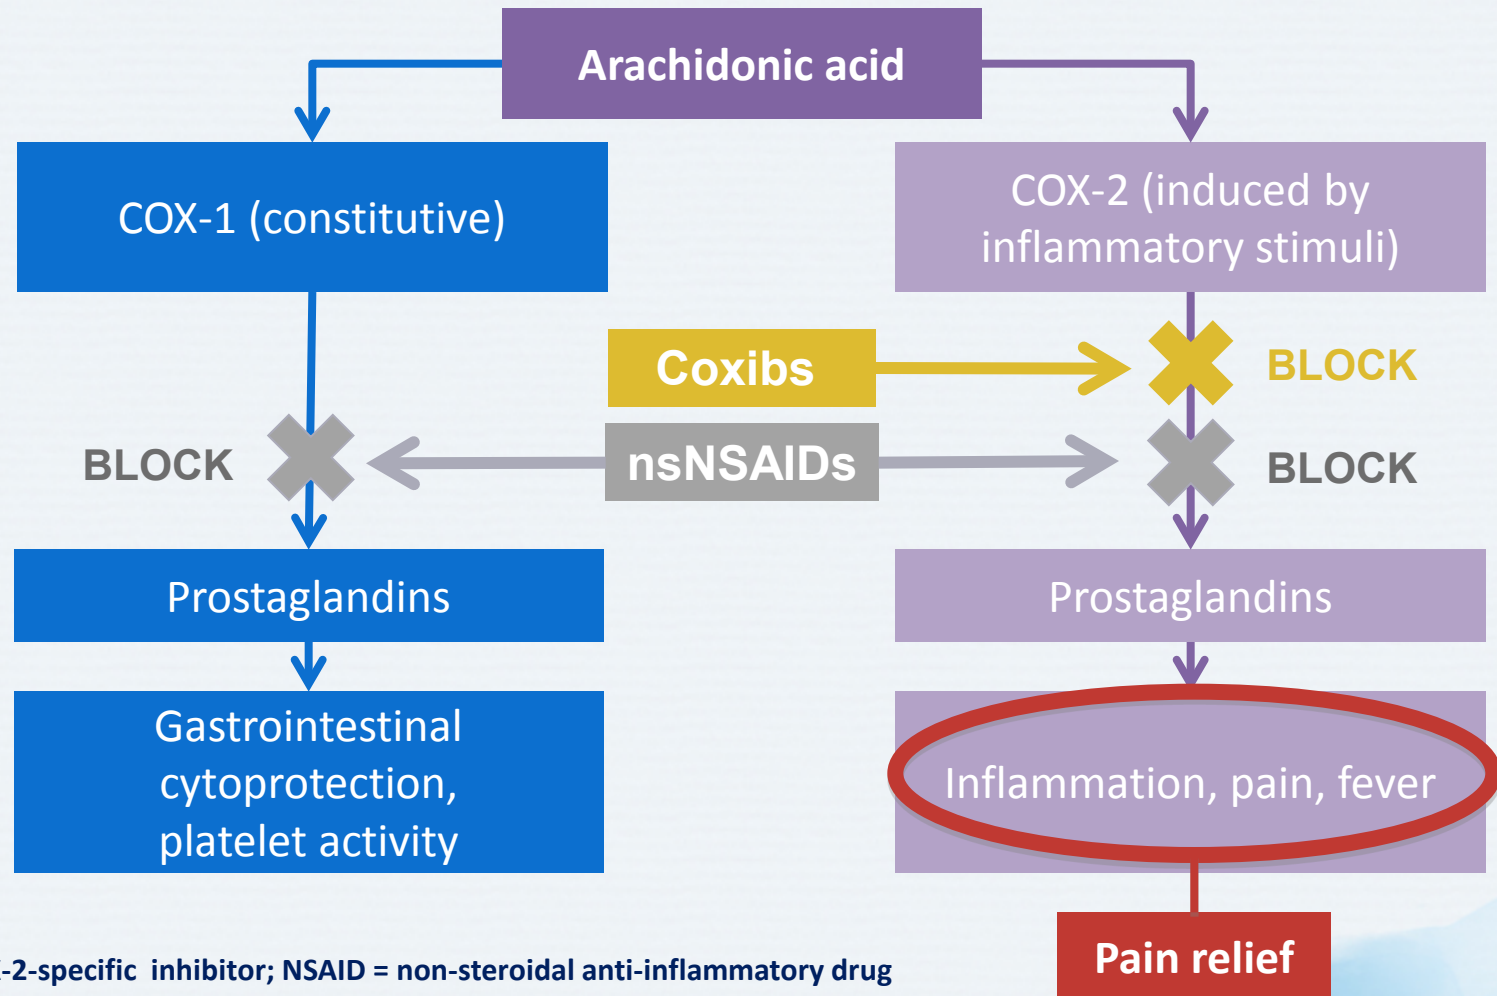 Arachidonic acid
COX-1 (constitutive)
COX-2 (induced by
inflammatory stimuli)
Coxibs
BLOCK
BLOCK
nsNSAIDs
BLOCK
Prostaglandins
Prostaglandins
Gastrointestinal
cytoprotection,
platelet activity
Inflammation, pain, fever
Pain relief
-2-specific inhibitor; NSAID = non-steroidal anti-inflammatory drug